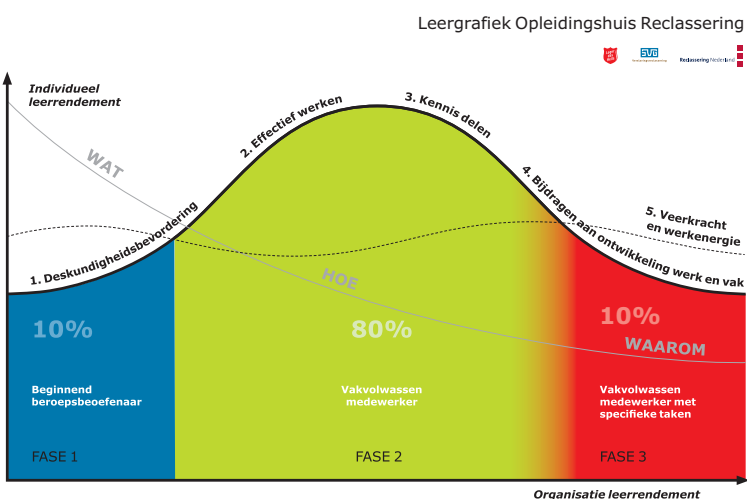 Leergrafiek Opleidingshuis Reclassering
SVG
Reclassering Nederland
Individueel
leerrendement
WAT
1. Deskundigheidsbevordering
2. Effectief werken
3. Kennis delen
4. Bijdragen aan ontwikkeling werk en vak
5. Veerkracht
en werkenergie
HOE
WAAROM
10%
80%
10%
Beginnend
beroepsbeoefenaar
Vakvolwassen
medewerker
Vakvolwassen
medewerker met
specifieke taken
FASE 1
FASE 2
FASE 3
Organisatie leerrendement